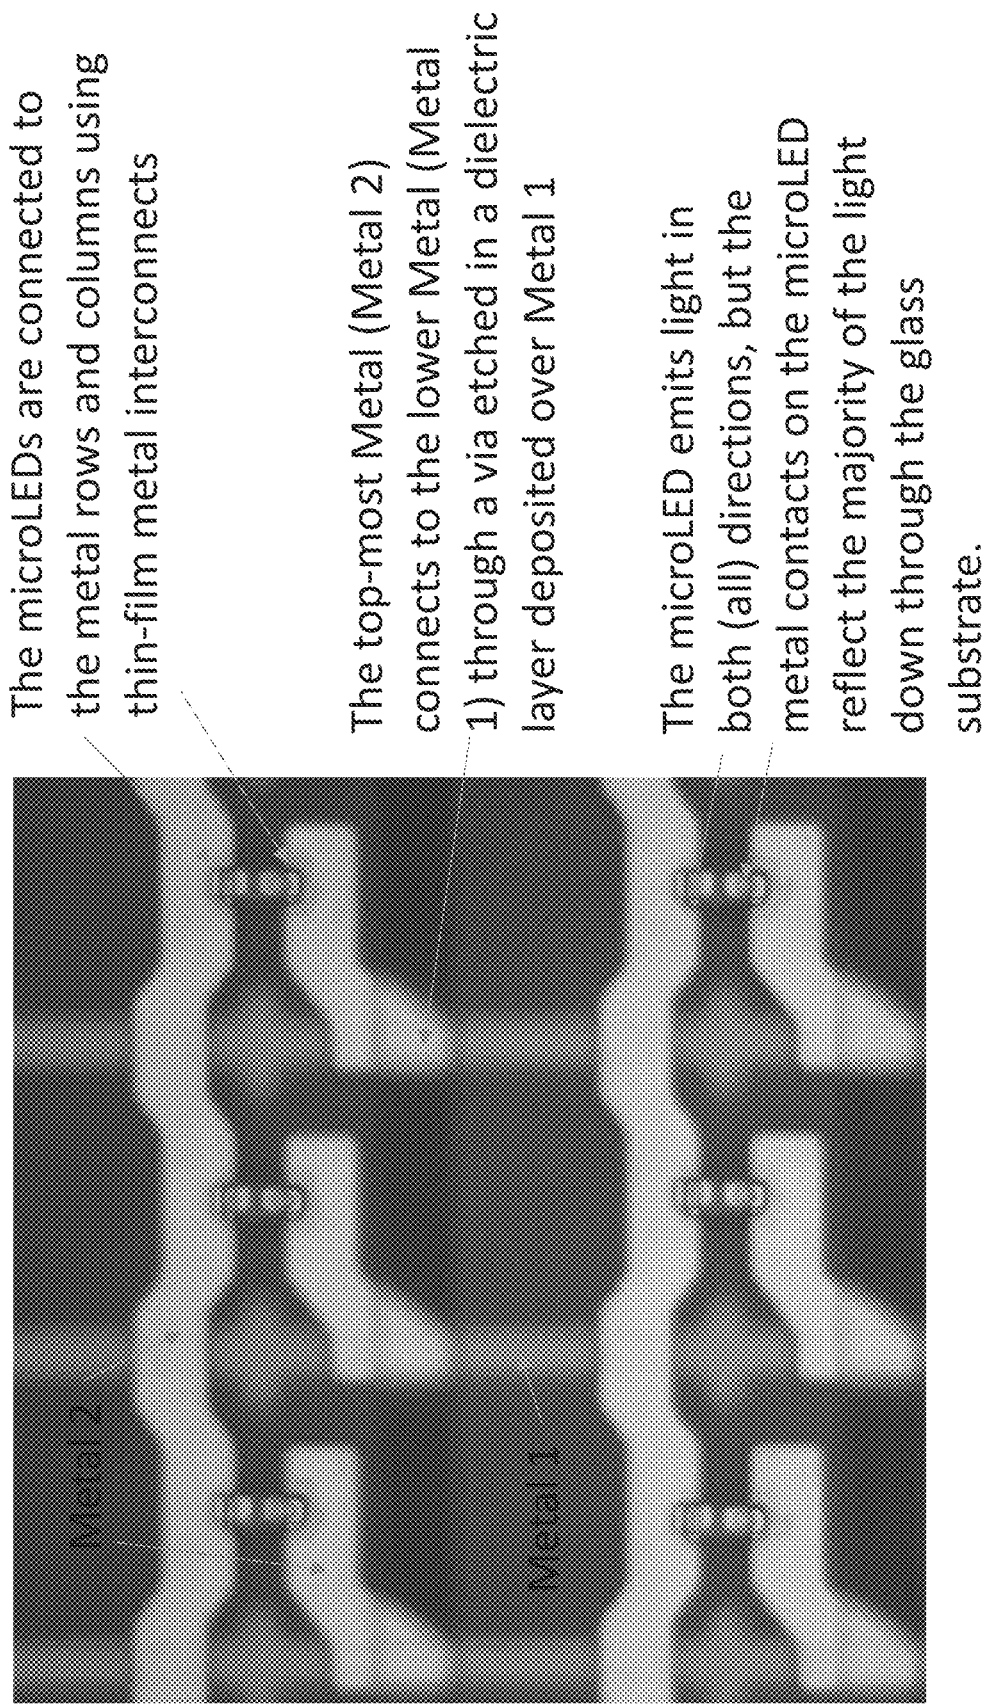 The microLEDs are connected to
the metal rows and columns using
thin-film metal interconnects
The top-most Metal (Metal 2)
connects to the lower Metal (Metal
1) through a via etched in a dielectric
layer deposited over Metal 1
The microLED emits light in
both (all) directions, but the
metal contacts on the microLED
reflect the majority of the light
down through the glass
substrate.
Metal 2
Metal 1